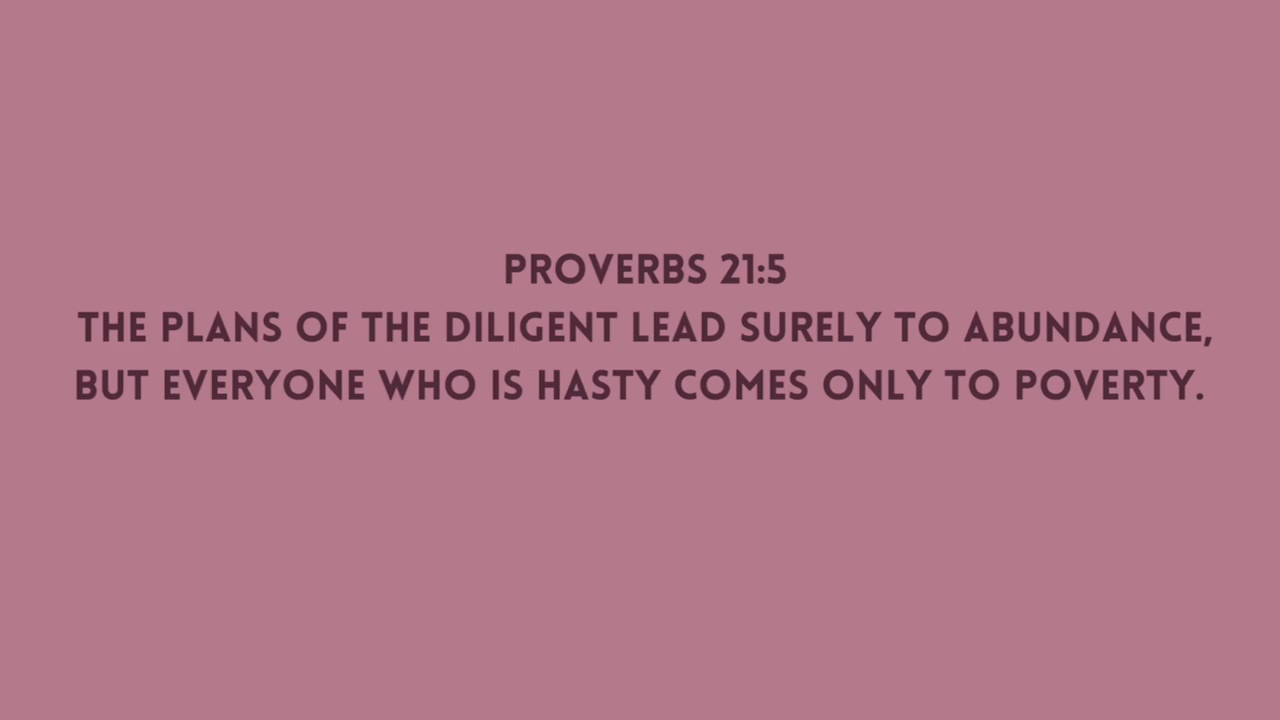 PROVERBS 21:5
THE PLANS OF THE DILIGENT LEAD SURELY TO ABUNDANCE,
BUT EVERYONE WHO IS HASTY COMES ONLY TO POVERTY.